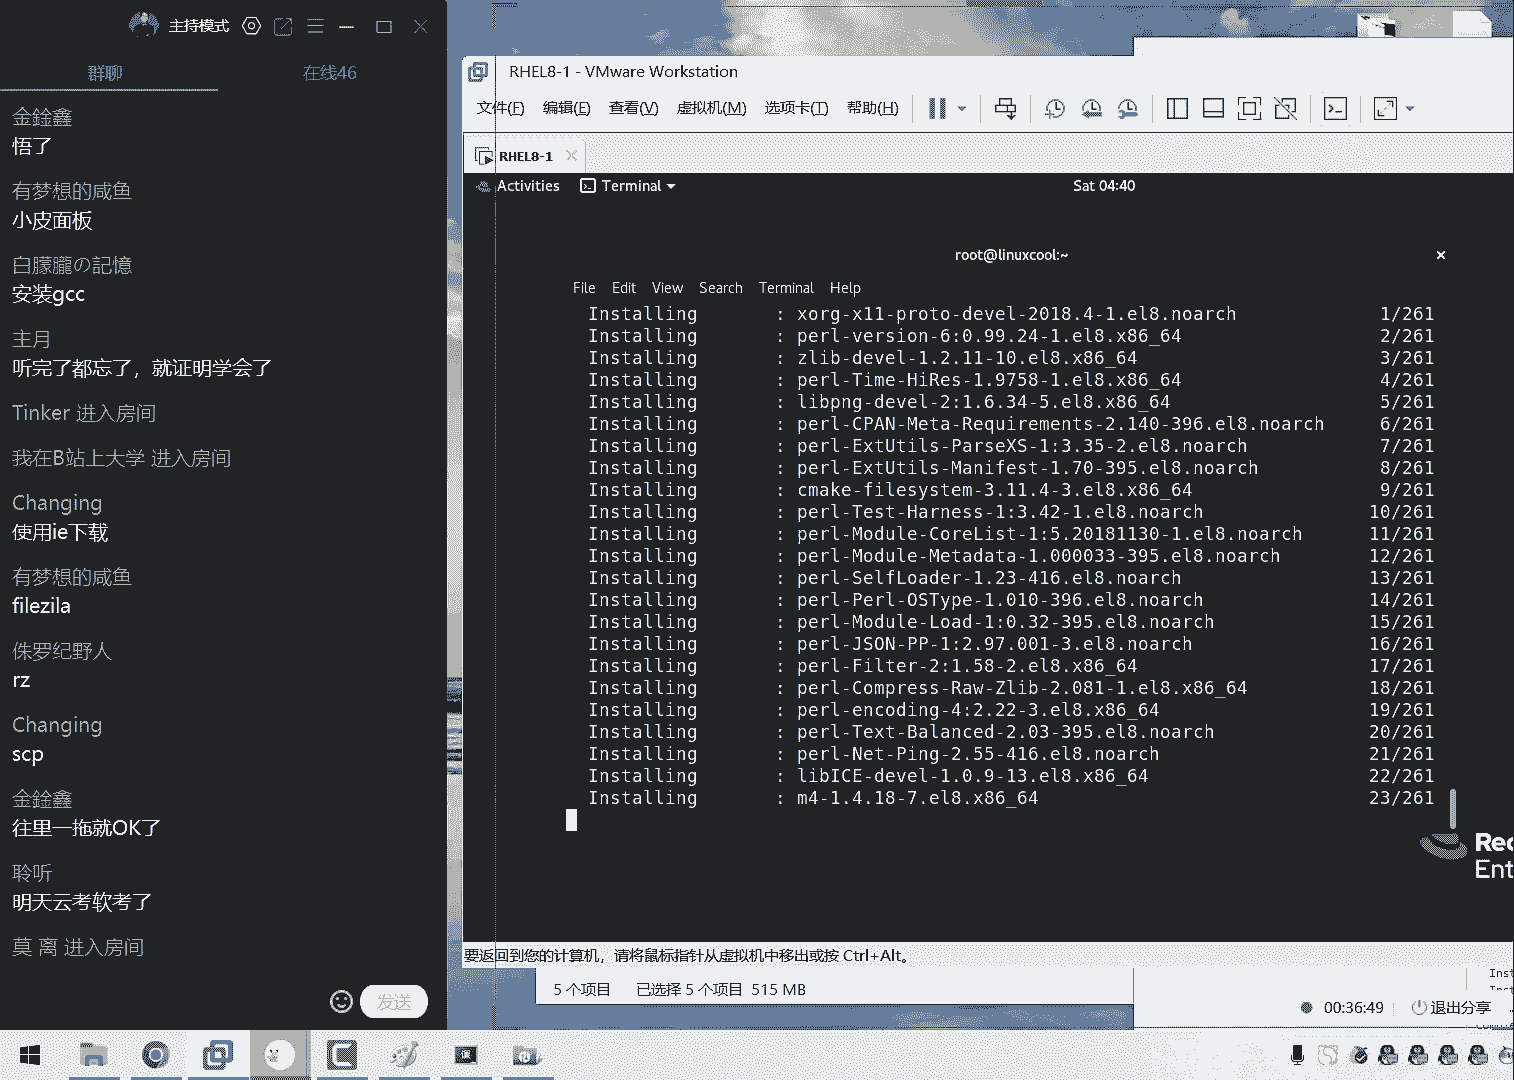 主持模式
群聊
在线46
金銓鑫
悟了
有梦想的咸鱼
小皮面板
白朦朧の記憶
安装gcc
主月
听完了都忘了，就证明学会了
Tinker 进入房间
我在B站上大学 进入房间
Changing
使用ie下载
有梦想的咸鱼
filezila
侏罗纪野人
rz
Changing
scp
金銓鑫
往里一拖就OK了
聆听
明天云考软考了
莫 离 进入房间
发送
RHEL8-1 - VMware Workstation
文件(F) 编辑(E) 查看(V) 虚拟机(M) 选项卡(T) 帮助(H)
RHEL8-1
Activities Terminal Sat 04:40
root@linuxcool:~
File Edit View Search Terminal Help
Installing : xorg-x11-proto-devel-2018.4-1.el8.noarch 1/261
Installing : perl-version-6:0.99.24-1.el8.x86_64 2/261
Installing : zlib-devel-1.2.11-10.el8.x86_64 3/261
Installing : perl-Time-HiRes-1.9758-1.el8.x86_64 4/261
Installing : libpng-devel-2:1.6.34-5.el8.x86_64 5/261
Installing : perl-CPAN-Meta-Requirements-2.140-396.el8.noarch 6/261
Installing : perl-ExtUtils-ParseXS-1:3.35-2.el8.noarch 7/261
Installing : perl-ExtUtils-Manifest-1.70-395.el8.noarch 8/261
Installing : cmake-filesystem-3.11.4-3.el8.x86_64 9/261
Installing : perl-Test-Harness-1:3.42-1.el8.noarch 10/261
Installing : perl-Module-CoreList-1:5.20181130-1.el8.noarch 11/261
Installing : perl-Module-Metadata-1.000033-395.el8.noarch 12/261
Installing : perl-SelfLoader-1.23-416.el8.noarch 13/261
Installing : perl-Perl-OSType-1.010-396.el8.noarch 14/261
Installing : perl-Module-Load-1:0.32-395.el8.noarch 15/261
Installing : perl-JSON-PP-1:2.97.001-3.el8.noarch 16/261
Installing : perl-Filter-2:1.58-2.el8.x86_64 17/261
Installing : perl-Compress-Raw-Zlib-2.081-1.el8.x86_64 18/261
Installing : perl-encoding-4:2.22-3.el8.x86_64 19/261
Installing : perl-Text-Balanced-2.03-395.el8.noarch 20/261
Installing : perl-Net-Ping-2.55-416.el8.noarch 21/261
Installing : libICE-devel-1.0.9-13.el8.x86_64 22/261
Installing : m4-1.4.18-7.el8.x86_64 23/261
Rec
Ent
要返回到您的计算机，请将鼠标指针从虚拟机中移出或按 Ctrl+Alt。
5 个项目 已选择 5 个项目 515 MB
Inst
00:36:49 退出分享